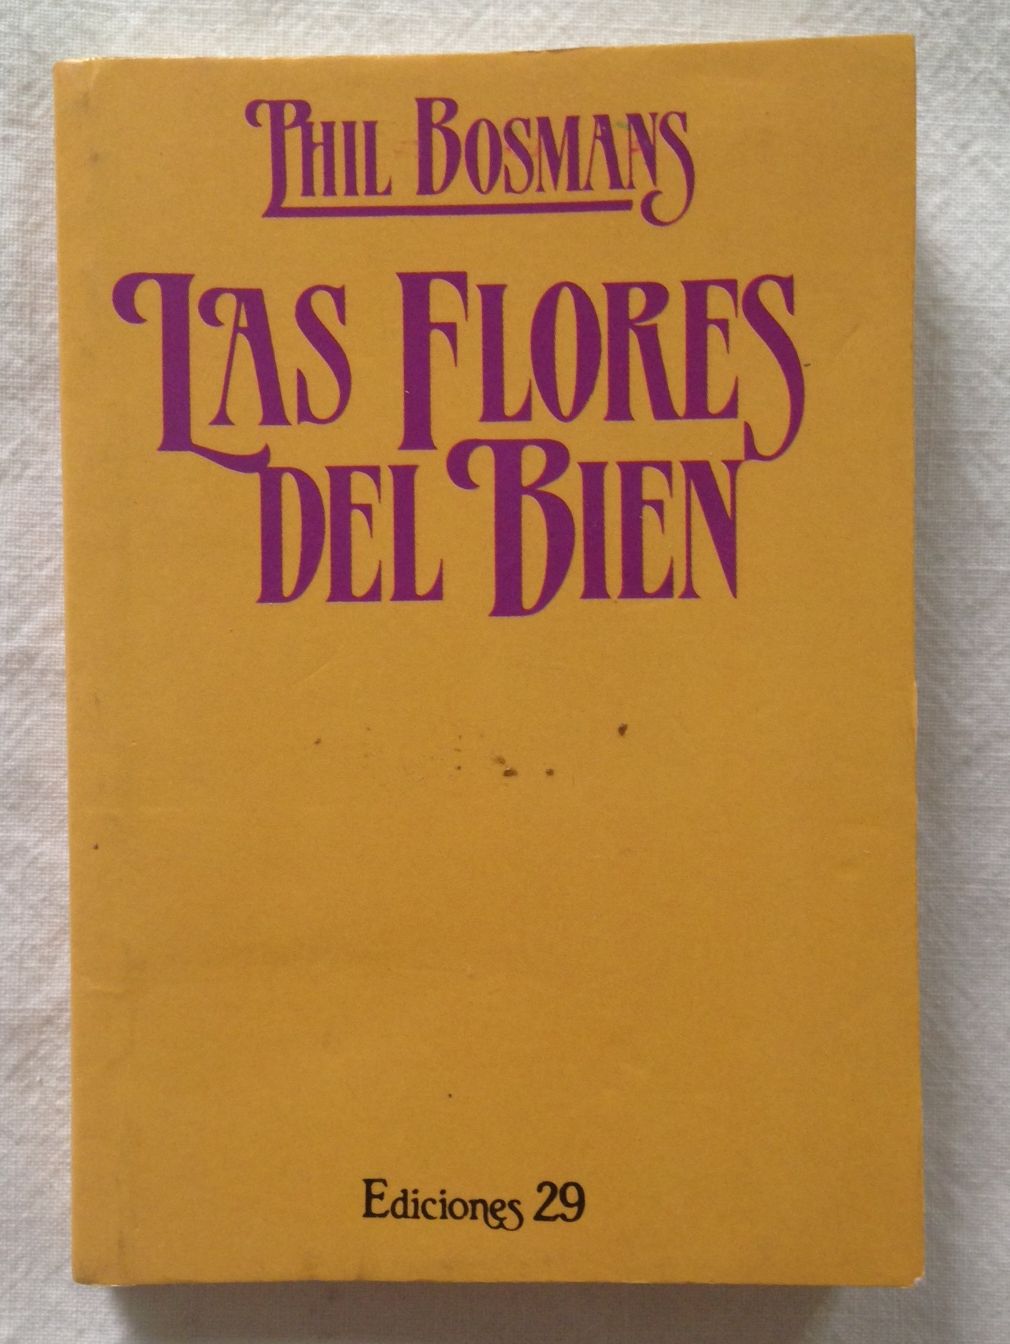 PHIL BOSMANS
LAS FLORES
DEL BIEN
Ediciones 29